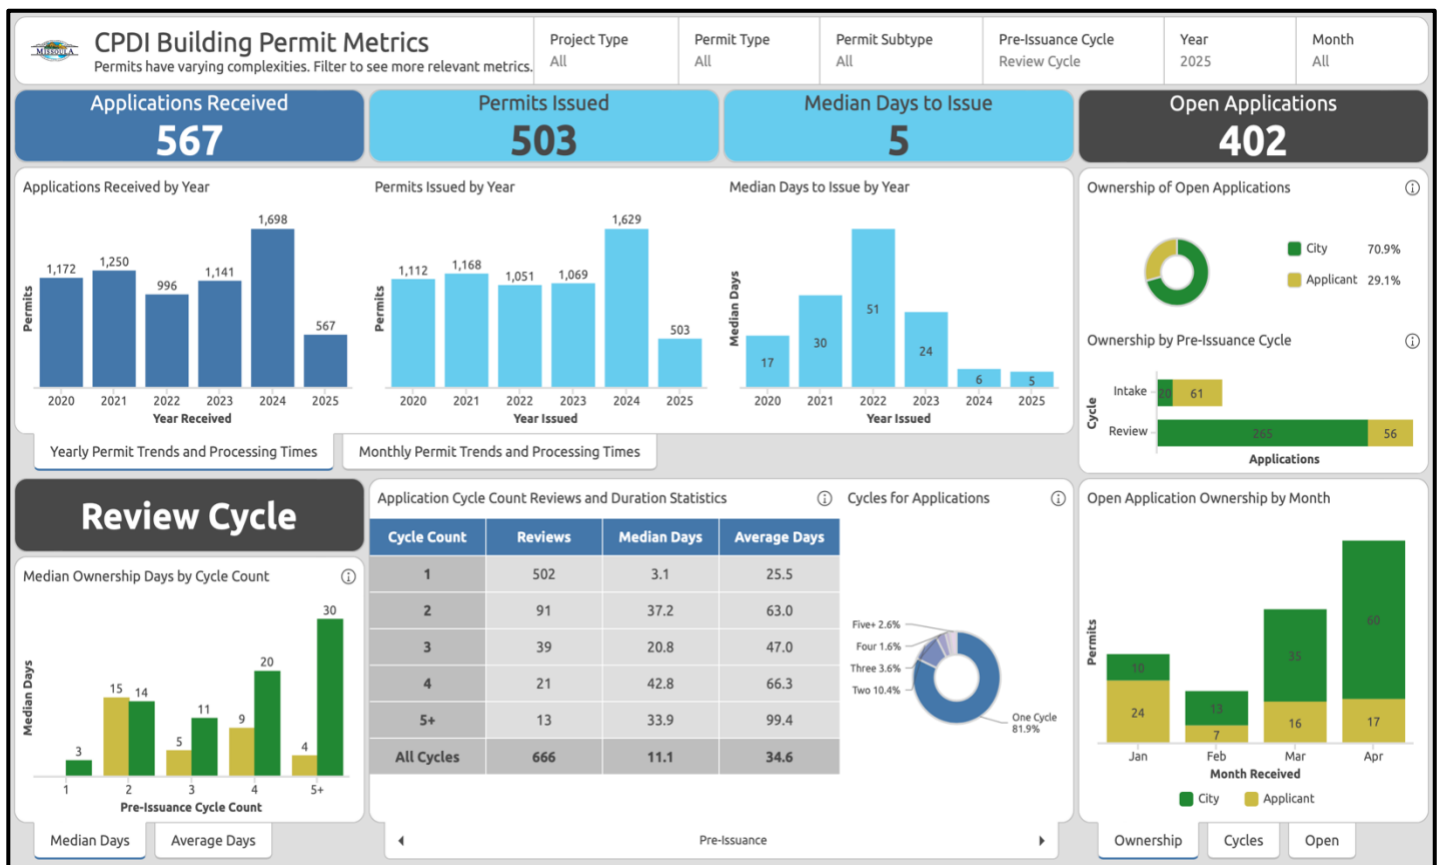 MISSOULA
CPDI Building Permit Metrics
Permits have varying complexities. Filter to see more relevant metrics.
Project Type
All
Permit Type
All
Permit Subtype
All
Pre-Issuance Cycle
Review Cycle
Year
2025
Month
All
Applications Received
567
Permits Issued
503
Median Days to Issue
5
Open Applications
402
Applications Received by Year
Permits
1,172
1,250
996
1,141
1,698
567
2020 2021 2022 2023 2024 2025
Year Received
Permits Issued by Year
Permits
1,112
1,168
1,051
1,069
1,629
503
2020 2021 2022 2023 2024 2025
Year Issued
Median Days to Issue by Year
Median Days
17
30
51
24
6
5
2020 2021 2022 2023 2024 2025
Year Issued
Ownership of Open Applications
City 70.9%
Applicant 29.1%
Ownership by Pre-Issuance Cycle
Cycle
Intake 20 61
Review 265 56
Applications
Yearly Permit Trends and Processing Times
Monthly Permit Trends and Processing Times
Review Cycle
Median Ownership Days by Cycle Count
Median Days
3
15 14
5 11
9 20
4 30
1 2 3 4 5+
Pre-Issuance Cycle Count
Median Days
Average Days
Application Cycle Count Reviews and Duration Statistics
Cycle Count Reviews Median Days Average Days
1 502 3.1 25.5
2 91 37.2 63.0
3 39 20.8 47.0
4 21 42.8 66.3
5+ 13 33.9 99.4
All Cycles 666 11.1 34.6
Cycles for Applications
Five+ 2.6%
Four 1.6%
Three 3.6%
Two 10.4%
One Cycle
81.9%
Pre-Issuance
Open Application Ownership by Month
Permits
10
24
13
7
35
16
60
17
Jan Feb Mar Apr
Month Received
City Applicant
Ownership
Cycles
Open